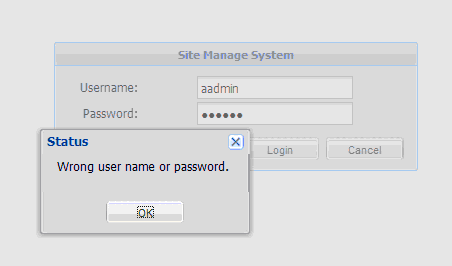 Site Manage System
Username: aadmin
Password: ••••••
Status
Wrong user name or password.
Login Cancel
OK